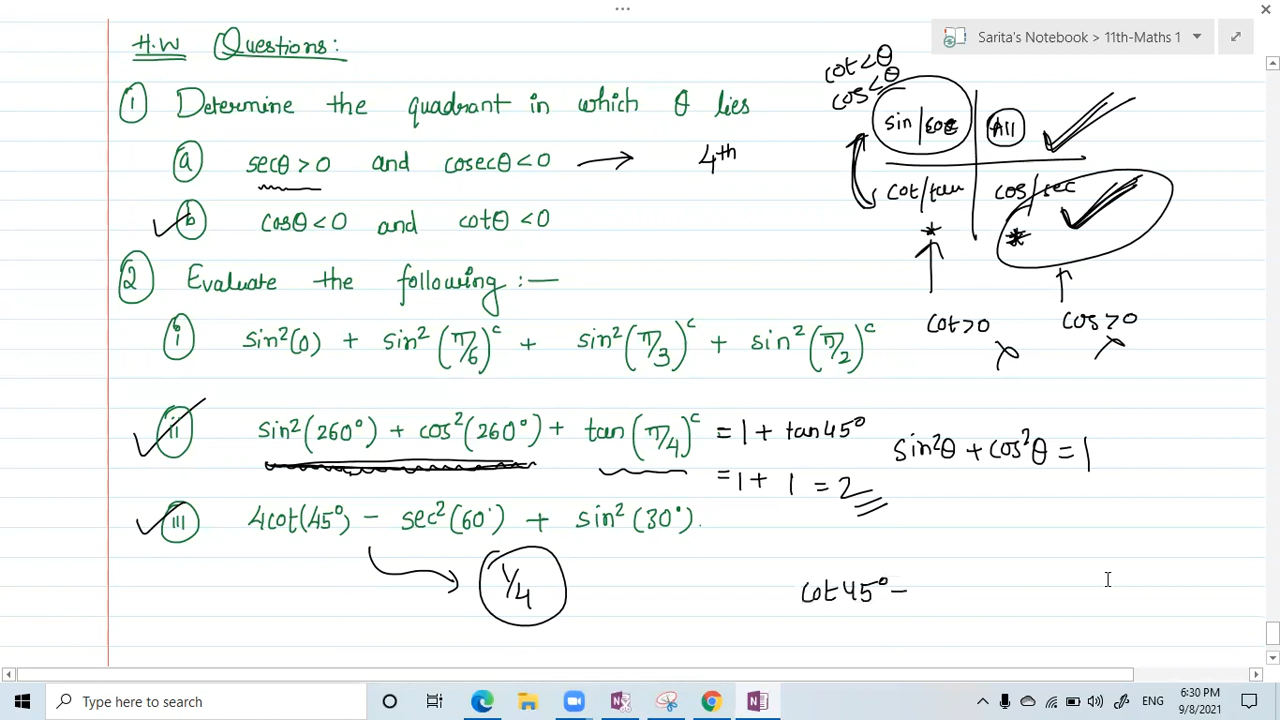 Sarita's Notebook > 11th-Maths 1
H.W Questions:
① Determine the quadrant in which θ lies
ⓐ secθ > 0 and cosecθ < 0 → 4th
ⓑ cosθ < 0 and cotθ < 0
② Evaluate the following :—
ⓘ sin²(0) + sin²(π/6)ᶜ + sin²(π/3)ᶜ + sin²(π/2)ᶜ
ⓘⓘ sin²(260°) + cos²(260°) + tan(π/4)ᶜ = 1 + tan45°
= 1 + 1 = 2
iii 4cot(45°) - sec²(60°) + sin²(30°).
1/4
cot < θ
cos < θ
sin/ All
cot/tan cos/sec
* *
cot>0 cos>0
sin²θ + cos²θ = 1
cot45° -
Type here to search
ENG
6:30 PM
9/8/2021